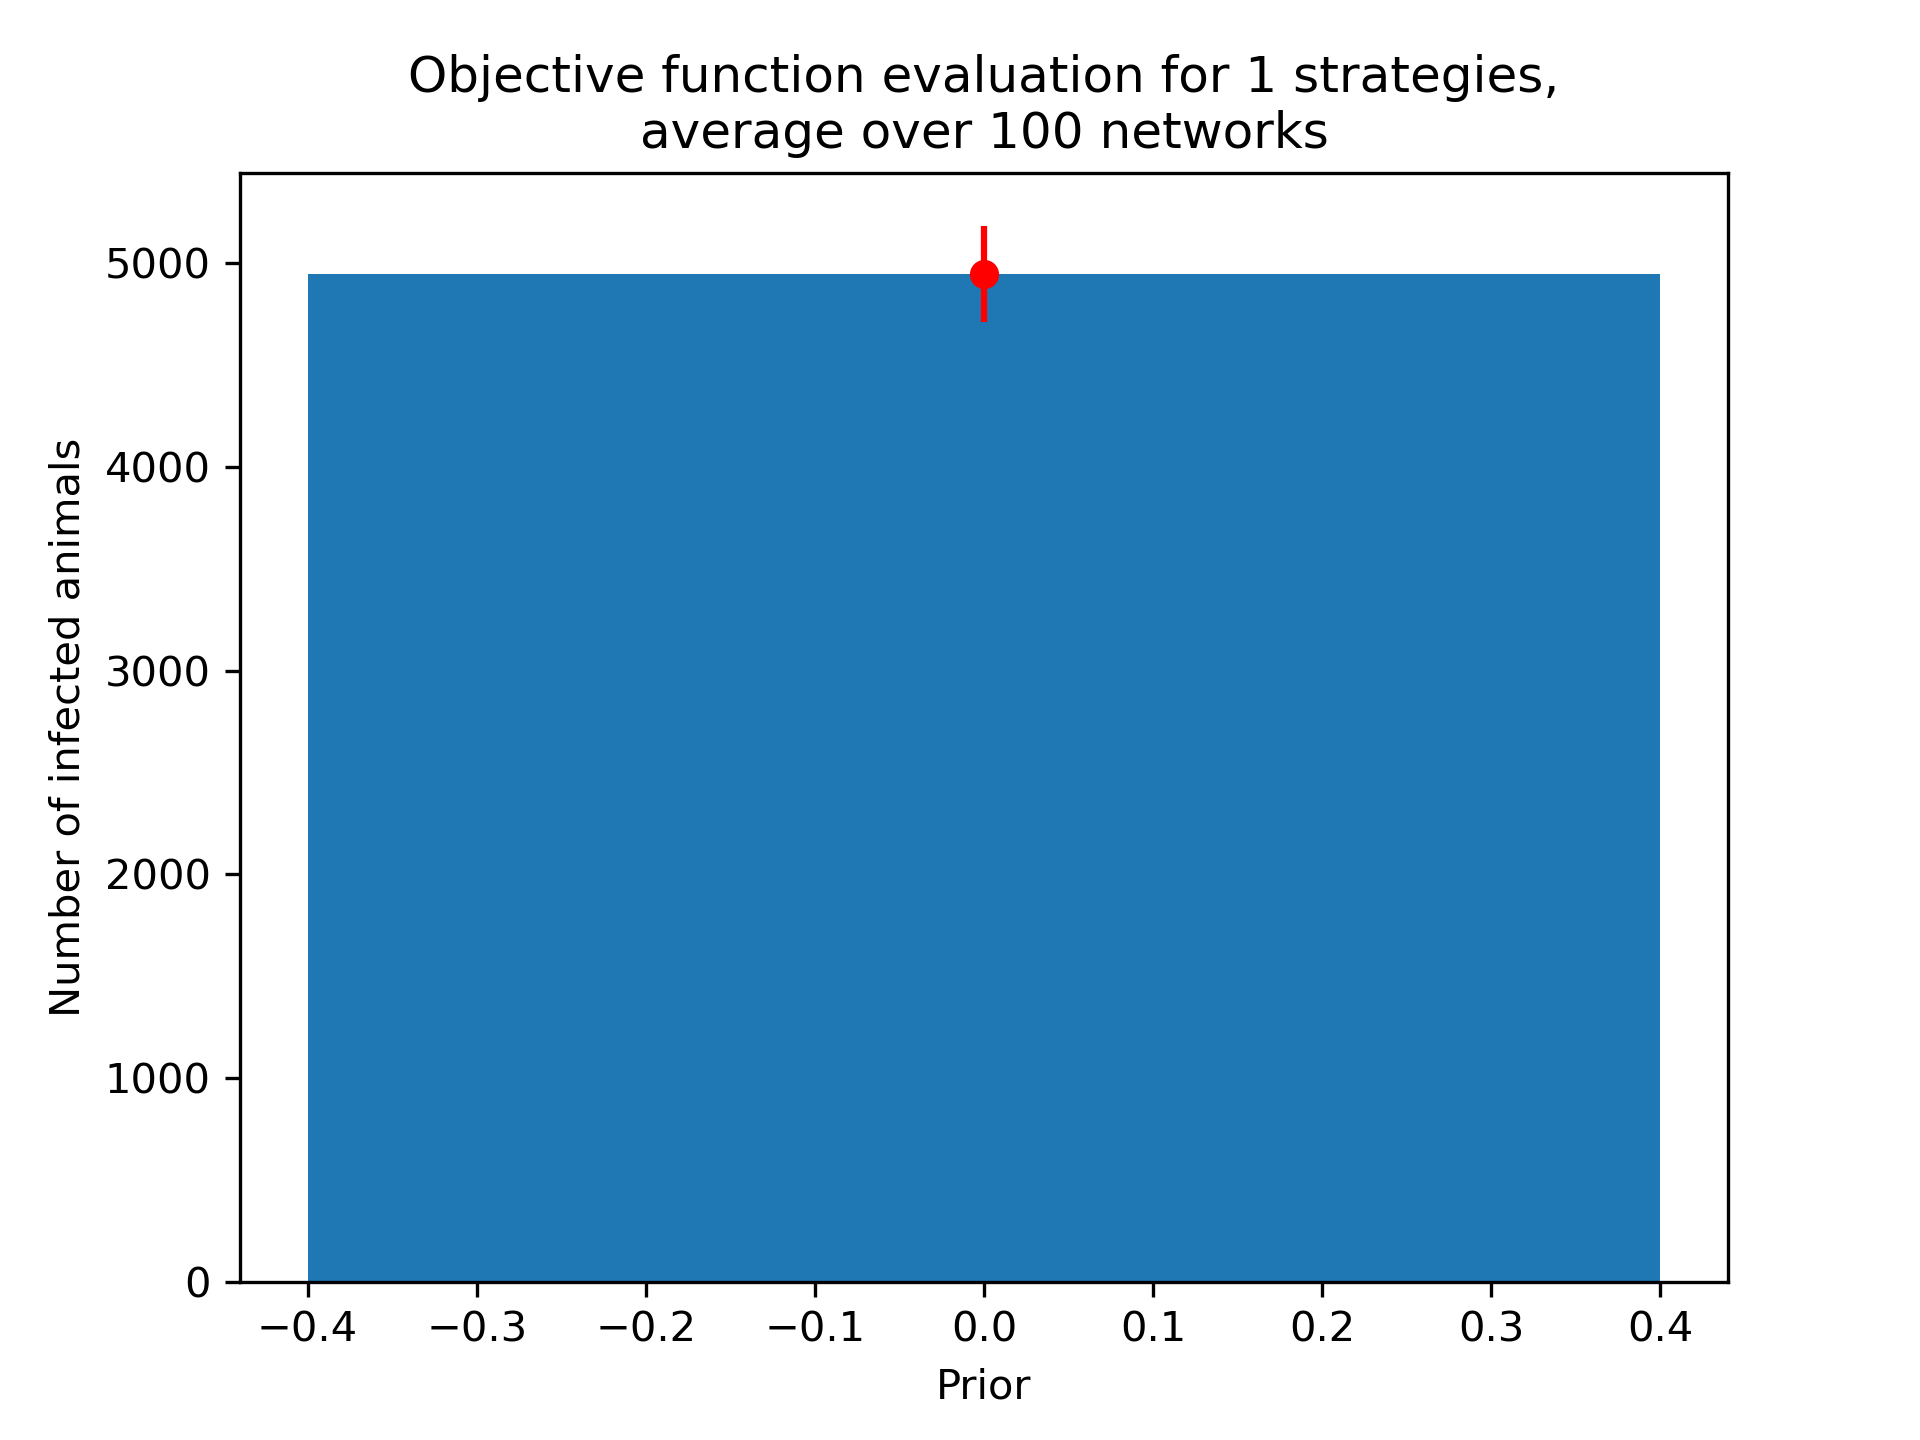 Objective function evaluation for 1 strategies,
average over 100 networks
Number of infected animals
5000
4000
3000
2000
1000
0
−0.4 −0.3 −0.2 −0.1 0.0 0.1 0.2 0.3 0.4
Prior